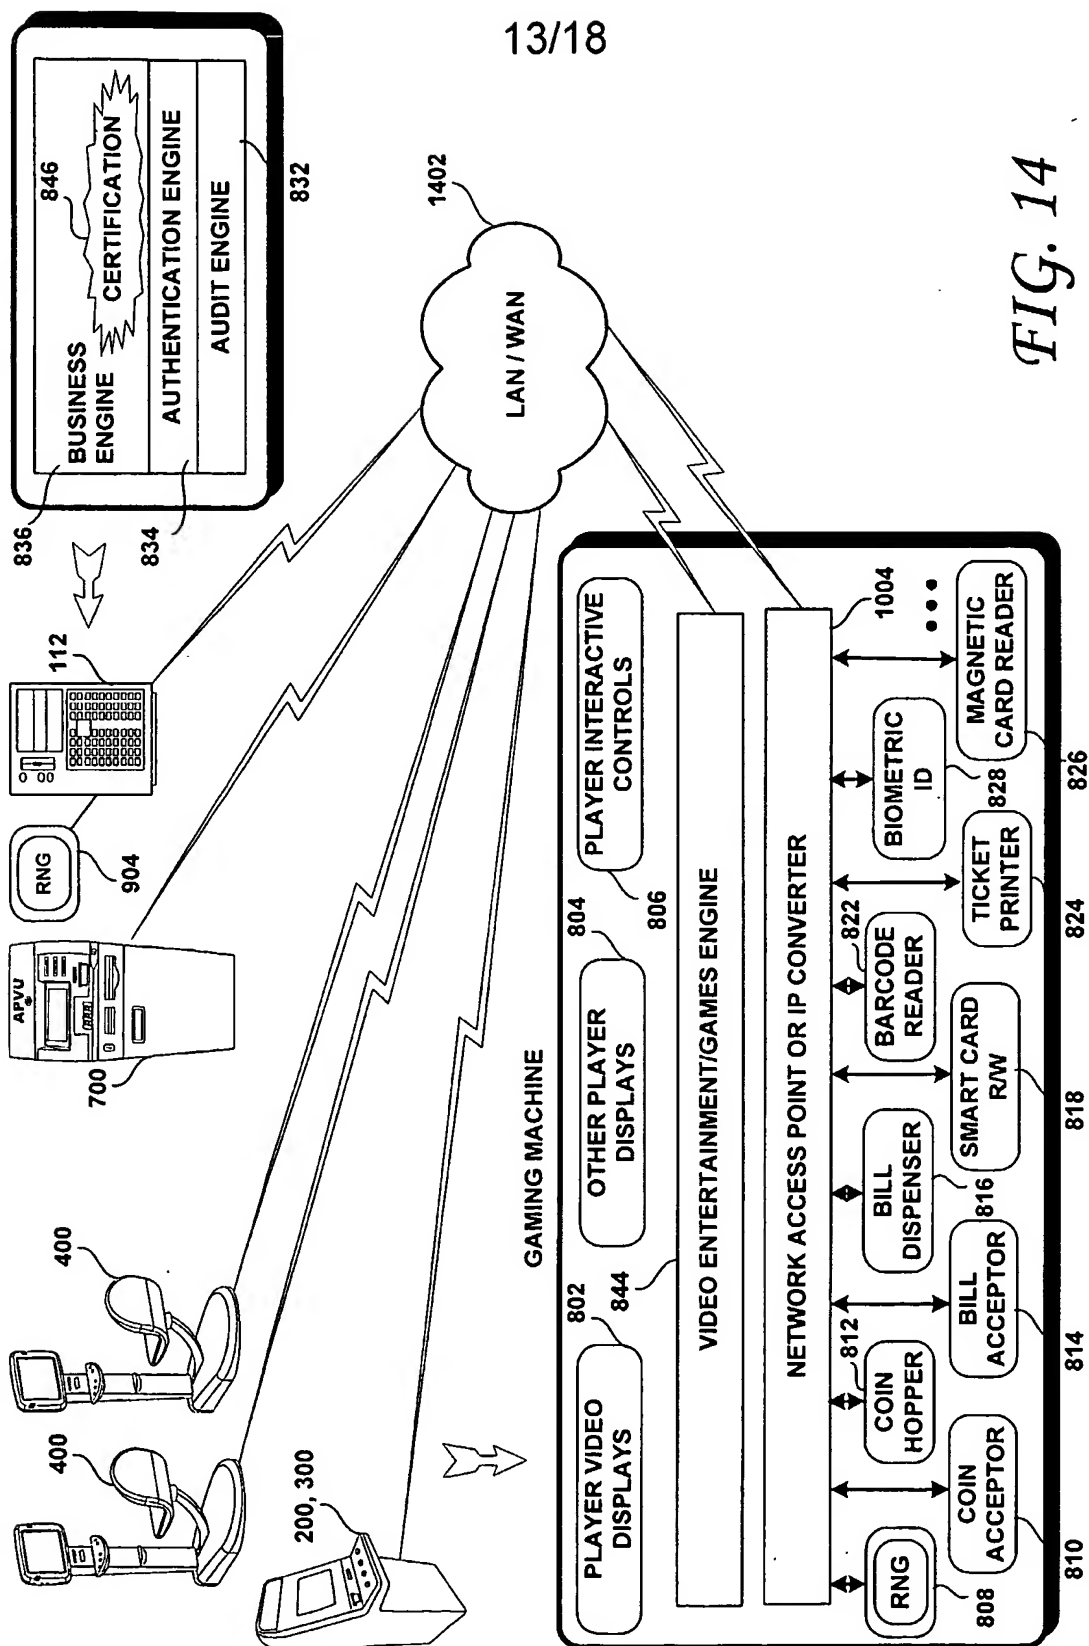 13/18
836
BUSINESS
ENGINE
846
CERTIFICATION
AUTHENTICATION ENGINE
834
AUDIT ENGINE
832
112
RNG
904
APVU
700
400
400
200, 300
1402
LAN / WAN
GAMING MACHINE
PLAYER VIDEO
DISPLAYS
802
OTHER PLAYER
DISPLAYS
804
PLAYER INTERACTIVE
CONTROLS
806
844
VIDEO ENTERTAINMENT/GAMES ENGINE
NETWORK ACCESS POINT OR IP CONVERTER
1004
RNG
808
COIN
ACCEPTOR
810
COIN
HOPPER
812
BILL
ACCEPTOR
814
BILL
DISPENSER
816
SMART CARD
R/W
818
BARCODE
READER
822
TICKET
PRINTER
824
BIOMETRIC
ID
828
MAGNETIC
CARD READER
826
FIG. 14